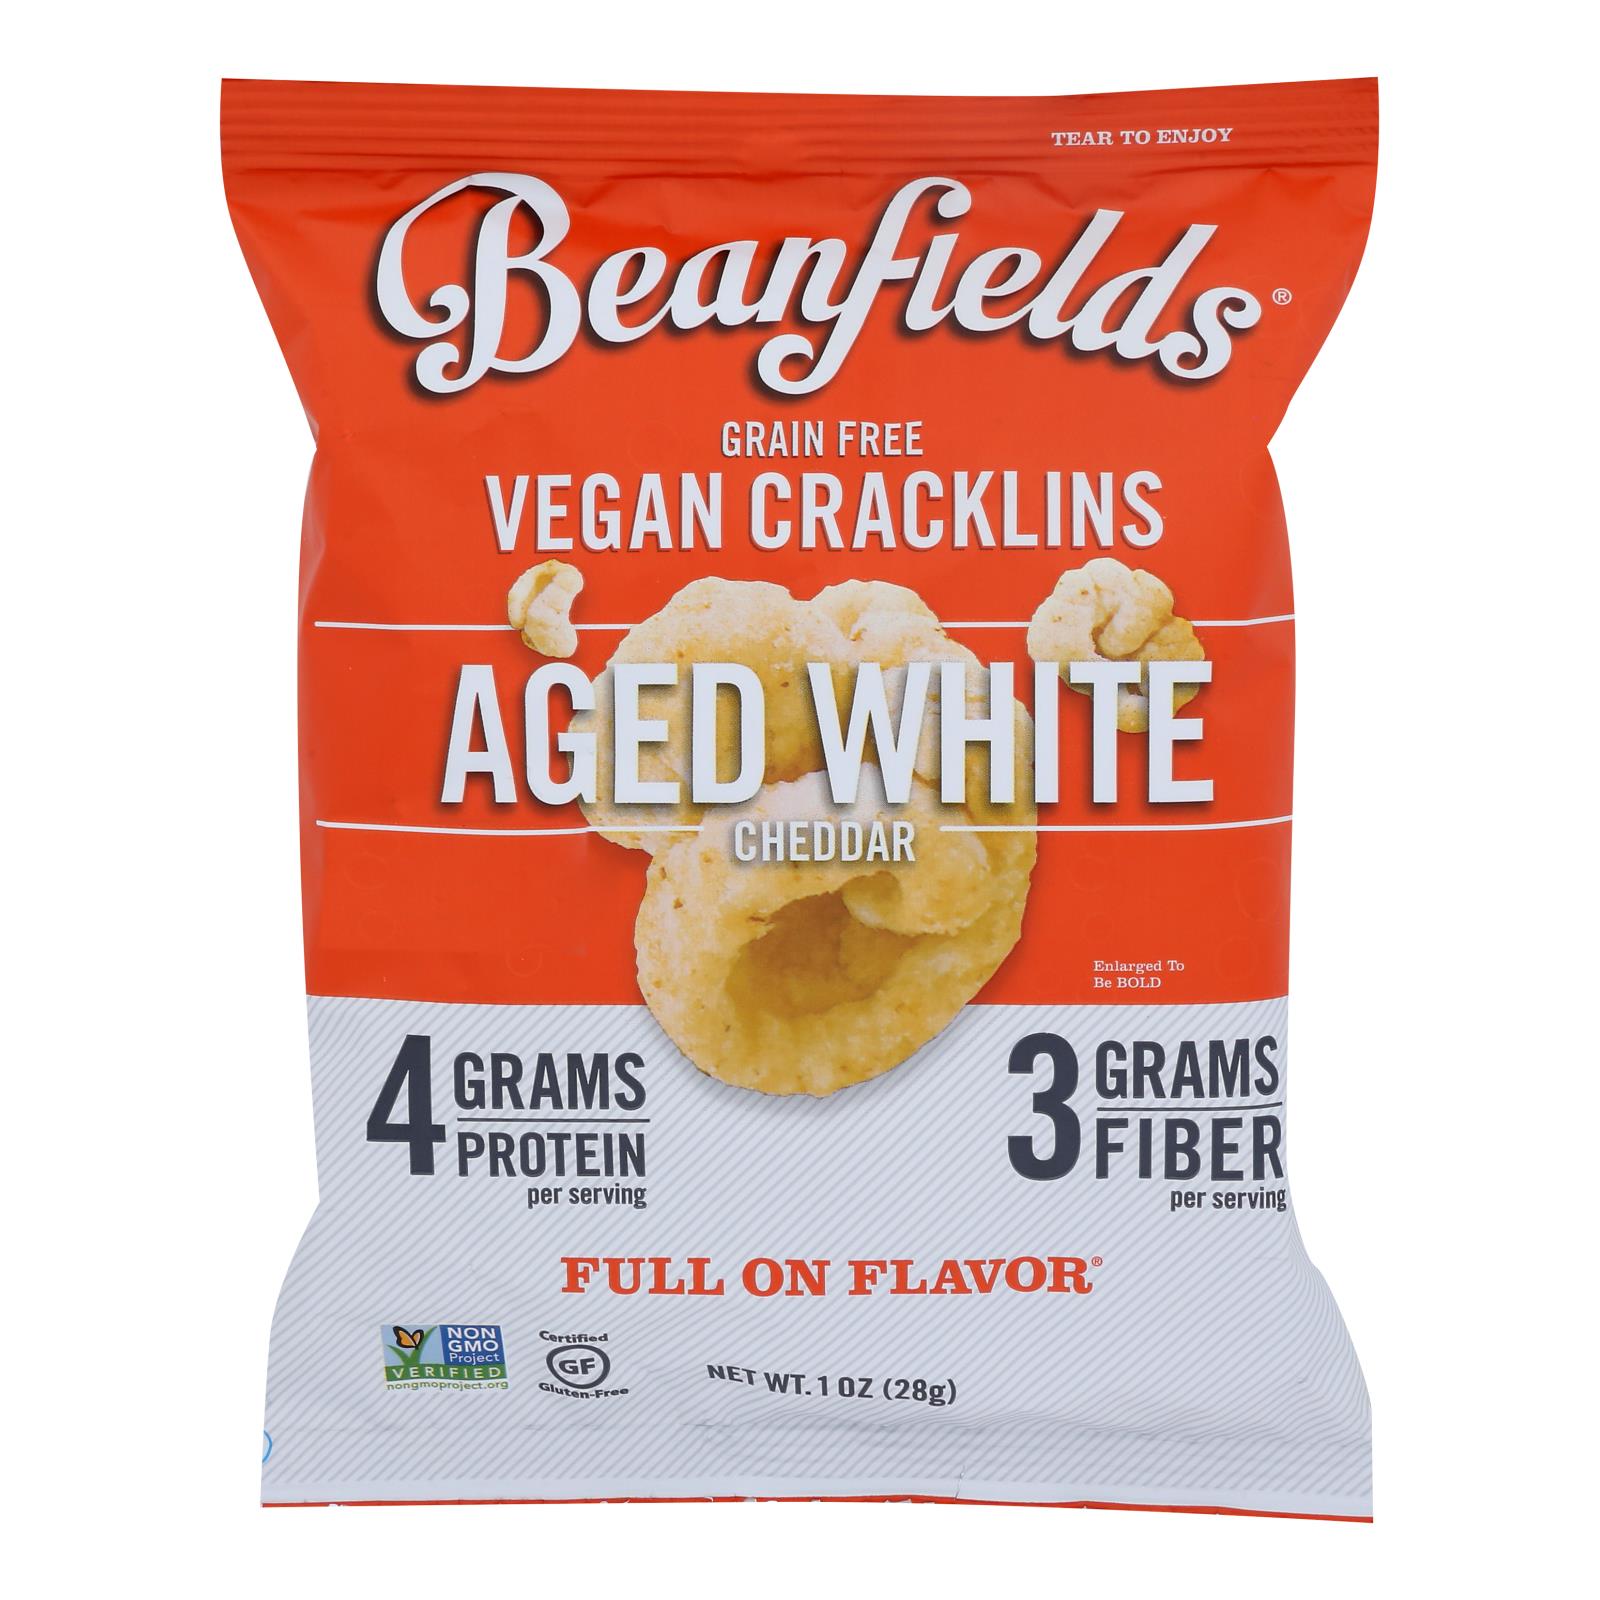 TEAR TO ENJOY
Beanfields®
GRAIN FREE
VEGAN CRACKLINS
AGED WHITE
CHEDDAR
Enlarged To
Be BOLD
4 GRAMS
PROTEIN
per serving
3 GRAMS
FIBER
per serving
FULL ON FLAVOR®
NON
GMO
Project
VERIFIED
nongmoproject.org
Certified
GF
Gluten-Free
NET WT. 1 OZ (28g)